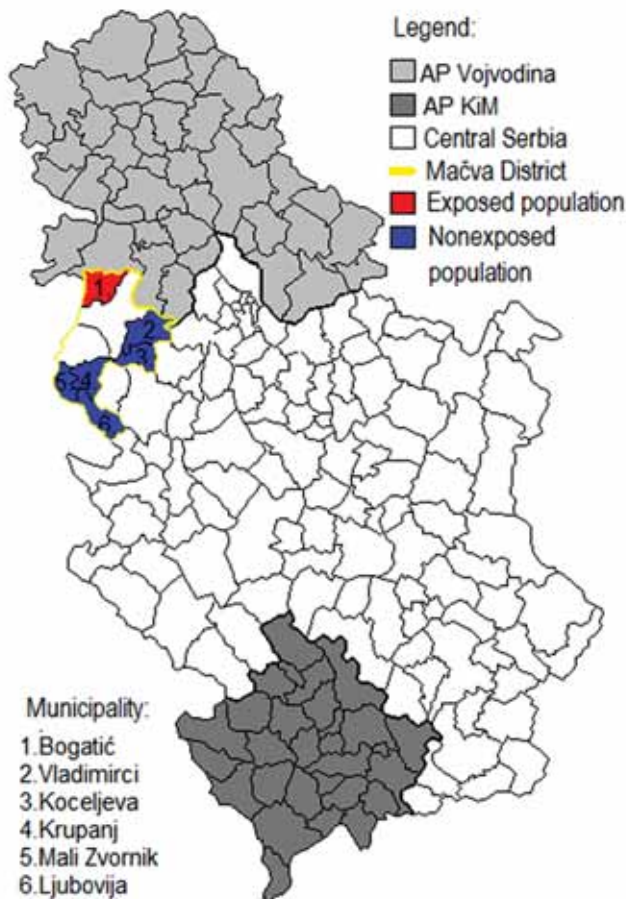 Legend:
AP Vojvodina
AP KiM
Central Serbia
Mačva District
Exposed population
Nonexposed
population
1
2
3
4
6
Municipality:
1.Bogatić
2.Vladimirci
3.Koceljeva
4.Krupanj
5.Mali Zvornik
6.Ljubovija